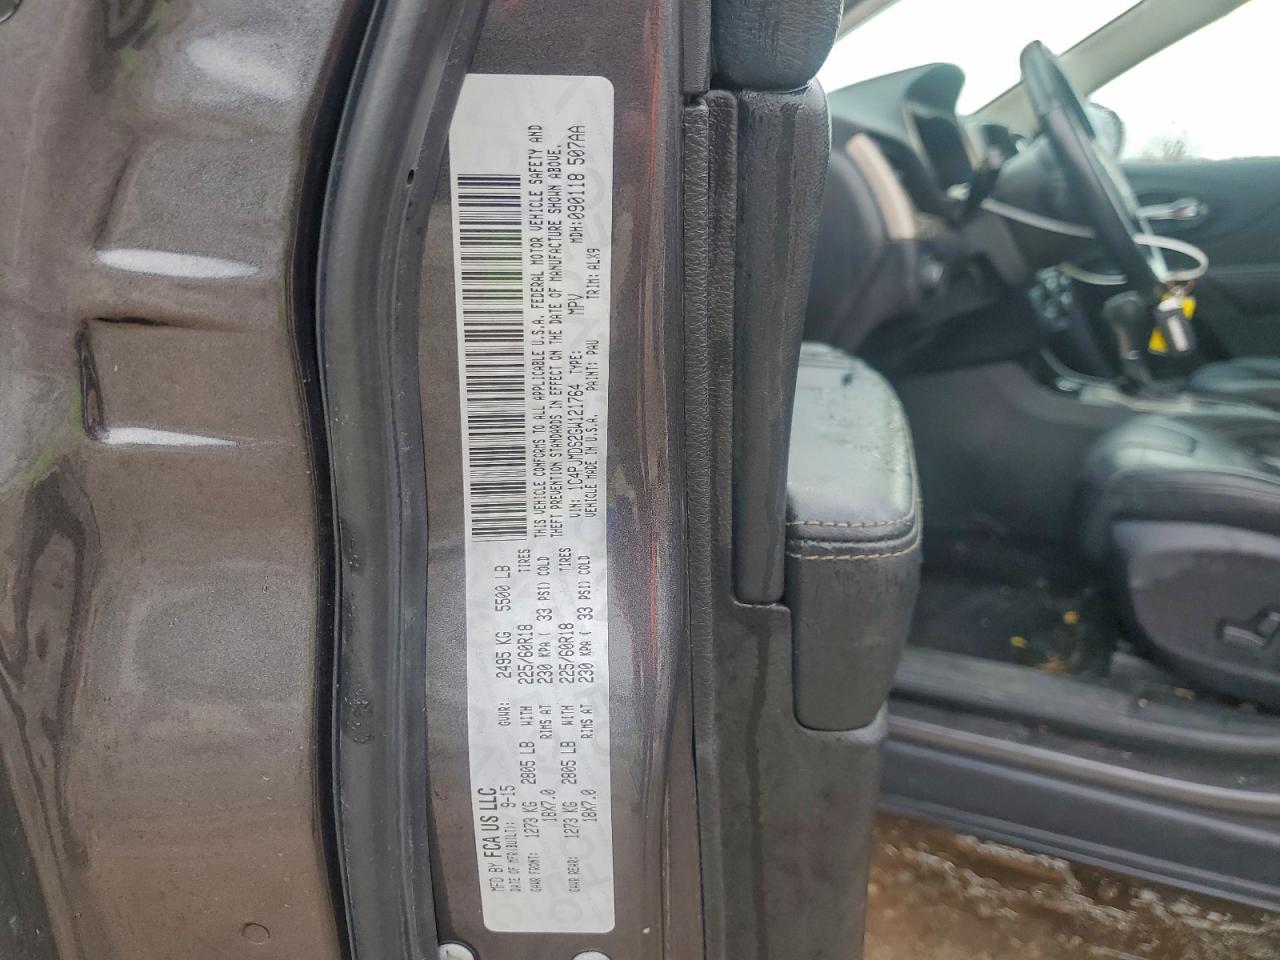 MFD BY FCA US LLC
DATE OF MFR(BUILT): 9-15 GVWR: 2495 KG 5500 LB
GAWR FRONT: 1273 KG 2805 LB WITH 225/60R18 TIRES
18X7.0 RIMS AT 230 KPA ( 33 PSI) COLD
GAWR REAR: 1273 KG 2805 LB WITH 225/60R18 TIRES
18X7.0 RIMS AT 230 KPA ( 33 PSI) COLD
THIS VEHICLE CONFORMS TO ALL APPLICABLE U.S.A. FEDERAL MOTOR VEHICLE SAFETY AND
THEFT PREVENTION STANDARDS IN EFFECT ON THE DATE OF MANUFACTURE SHOWN ABOVE.
VIN: 1C4PJMDS2GW121764 TYPE: MPV MDH:090118 507AA
VEHICLE MADE IN U.S.A. PAINT: PAU TRIM: ALX9